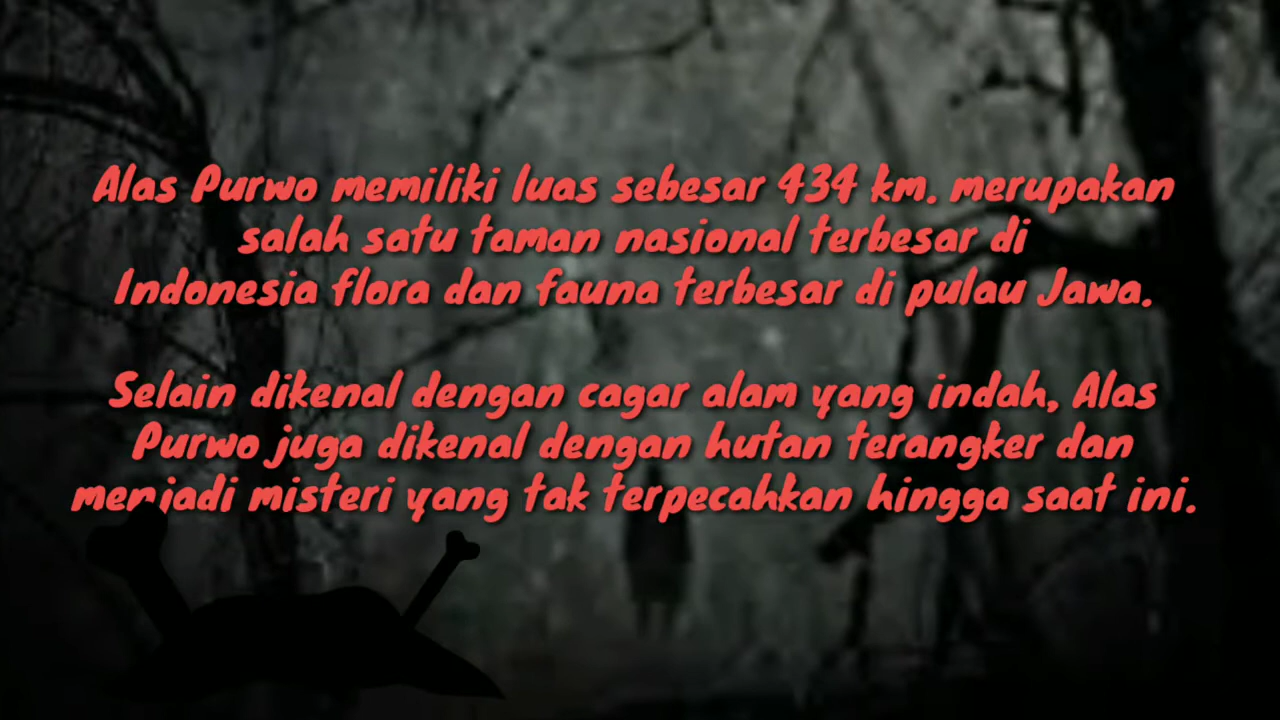 Alas Purwo memiliki luas sebesar 434 km. merupakan
salah satu taman nasional terbesar di
Indonesia flora dan fauna terbesar di pulau Jawa.
Selain dikenal dengan cagar alam yang indah, Alas
Purwo juga dikenal dengan hutan terangker dan
menjadi misteri yang tak terpecahkan hingga saat ini.